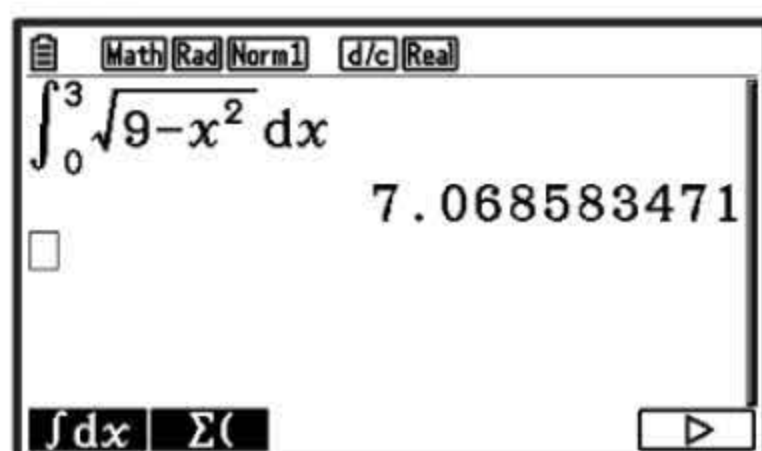 Math Rad Norm1 d/c Real
∫₀³ √(9-x²) dx
7.068583471
∫dx Σ( ▷